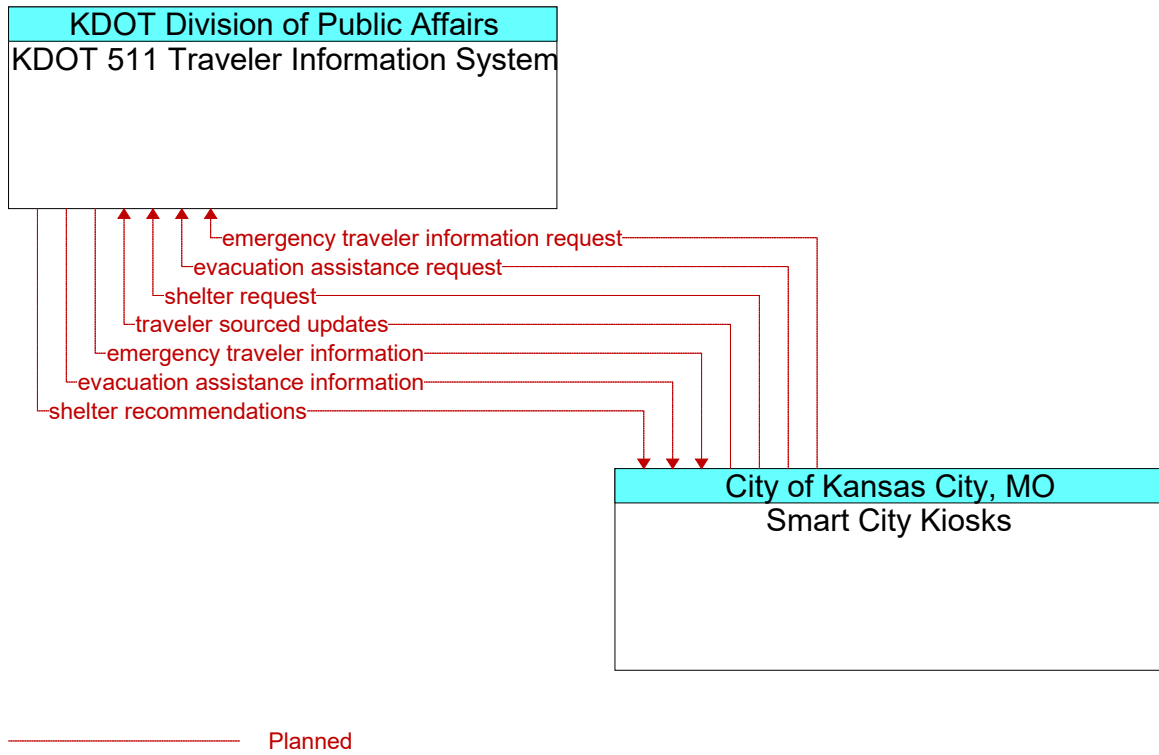 KDOT Division of Public Affairs
KDOT 511 Traveler Information System
emergency traveler information request
evacuation assistance request
shelter request
traveler sourced updates
emergency traveler information
evacuation assistance information
shelter recommendations
City of Kansas City, MO
Smart City Kiosks
Planned